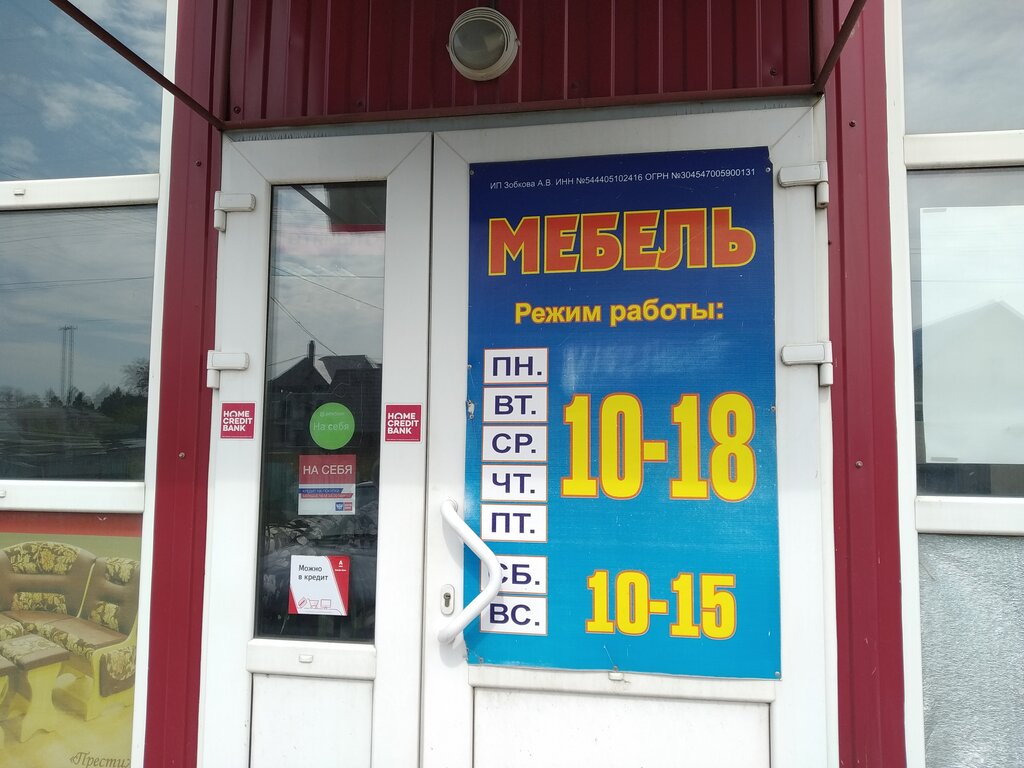 ИП Зобкова А.В ИНН №544405102416 ОГРН №304547005900131
МЕБЕЛЬ
Режим работы:
ПН.
ВТ.
СР.
ЧТ.
ПТ.
10-18
СБ.
ВС.
10-15
HOME
CREDIT
BANK
На себя
НА СЕБЯ
HOME
CREDIT
BANK
Можно
в кредит